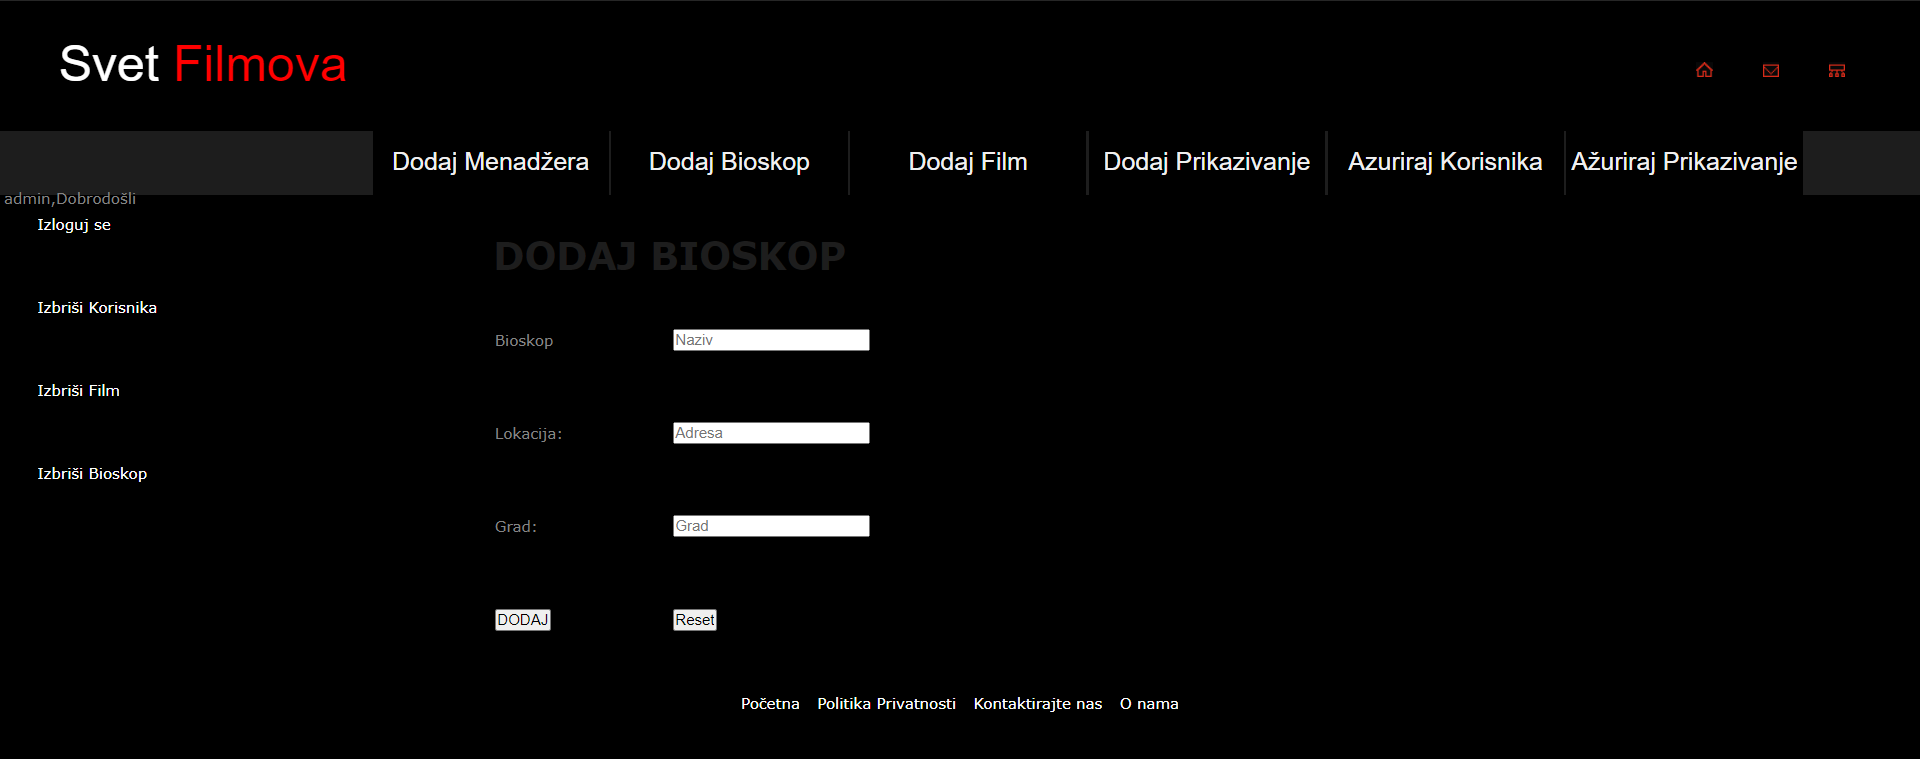 Svet Filmova
Dodaj Menadžera Dodaj Bioskop Dodaj Film Dodaj Prikazivanje Azuriraj Korisnika Ažuriraj Prikazivanje
admin,Dobrodošli
Izloguj se
Izbriši Korisnika
Izbriši Film
Izbriši Bioskop
DODAJ BIOSKOP
Bioskop Naziv
Lokacija: Adresa
Grad: Grad
DODAJ Reset
Početna Politika Privatnosti Kontaktirajte nas O nama